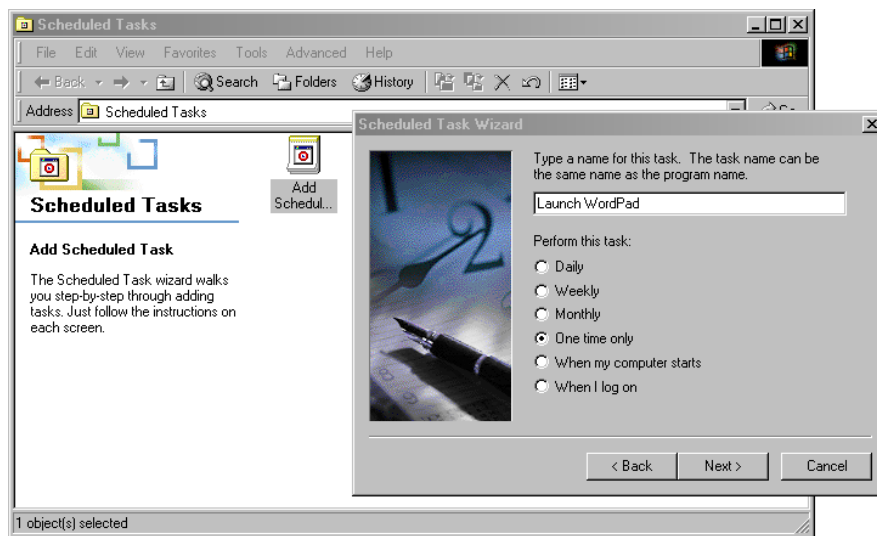 Scheduled Tasks
File Edit View Favorites Tools Advanced Help
Back Search Folders History
Address Scheduled Tasks
Scheduled Tasks
Add Scheduled Task
The Scheduled Task wizard walks
you step-by-step through adding
tasks. Just follow the instructions on
each screen.
Add
Schedul...
1 object(s) selected
Scheduled Task Wizard
Type a name for this task. The task name can be
the same name as the program name.
Launch WordPad
Perform this task:
Daily
Weekly
Monthly
One time only
When my computer starts
When I log on
< Back Next > Cancel